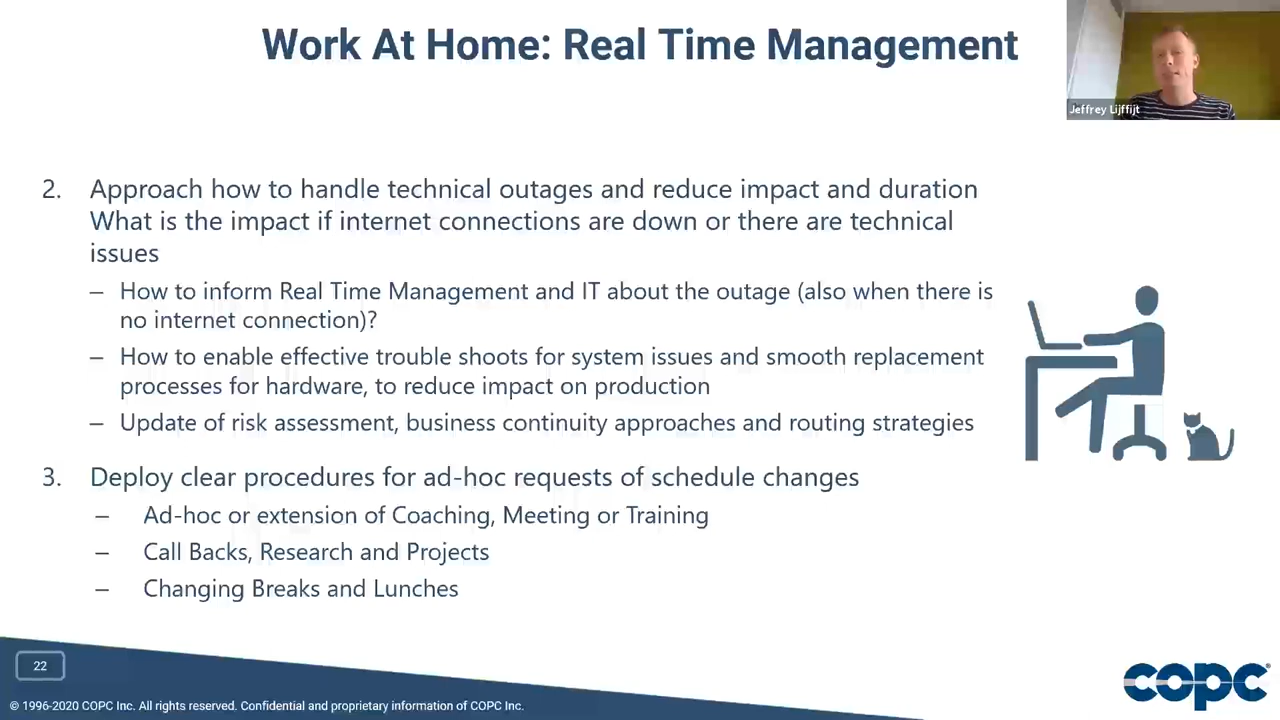 Work At Home: Real Time Management
Jeffrey Lijffijt
2. Approach how to handle technical outages and reduce impact and duration
What is the impact if internet connections are down or there are technical
issues
– How to inform Real Time Management and IT about the outage (also when there is
no internet connection)?
– How to enable effective trouble shoots for system issues and smooth replacement
processes for hardware, to reduce impact on production
– Update of risk assessment, business continuity approaches and routing strategies
3. Deploy clear procedures for ad-hoc requests of schedule changes
– Ad-hoc or extension of Coaching, Meeting or Training
– Call Backs, Research and Projects
– Changing Breaks and Lunches
22
© 1996-2020 COPC Inc. All rights reserved. Confidential and proprietary information of COPC Inc.
copc®